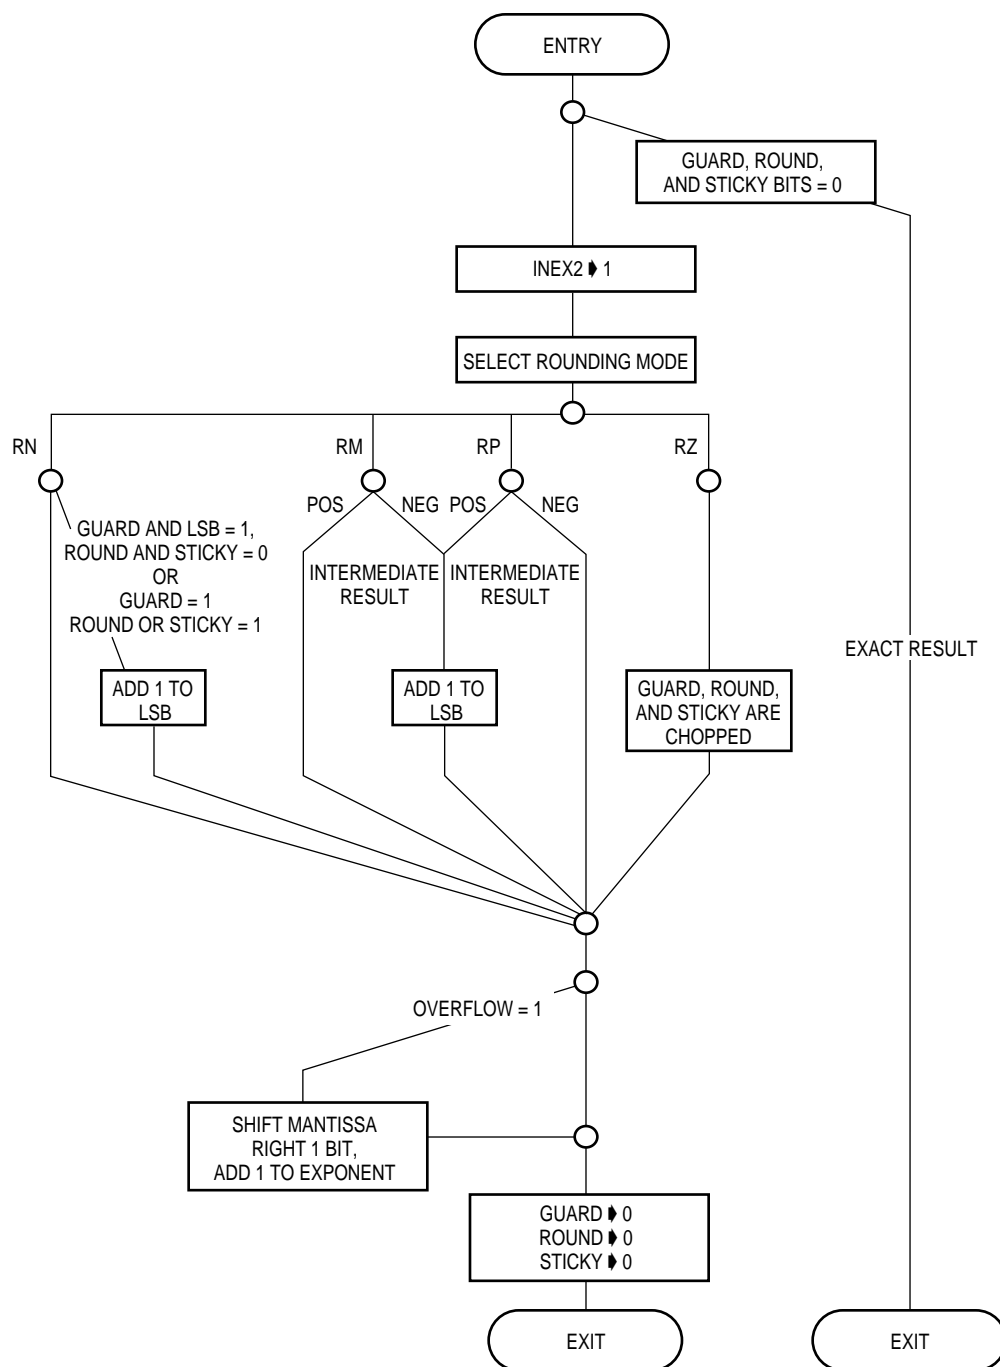 ENTRY
GUARD, ROUND,
AND STICKY BITS = 0
INEX2 ➧ 1
SELECT ROUNDING MODE
RN
RM
RP
RZ
POS
NEG
POS
NEG
GUARD AND LSB = 1,
ROUND AND STICKY = 0
OR
GUARD = 1
ROUND OR STICKY = 1
INTERMEDIATE
RESULT
INTERMEDIATE
RESULT
EXACT RESULT
ADD 1 TO
LSB
ADD 1 TO
LSB
GUARD, ROUND,
AND STICKY ARE
CHOPPED
OVERFLOW = 1
SHIFT MANTISSA
RIGHT 1 BIT,
ADD 1 TO EXPONENT
GUARD ➧ 0
ROUND ➧ 0
STICKY ➧ 0
EXIT
EXIT